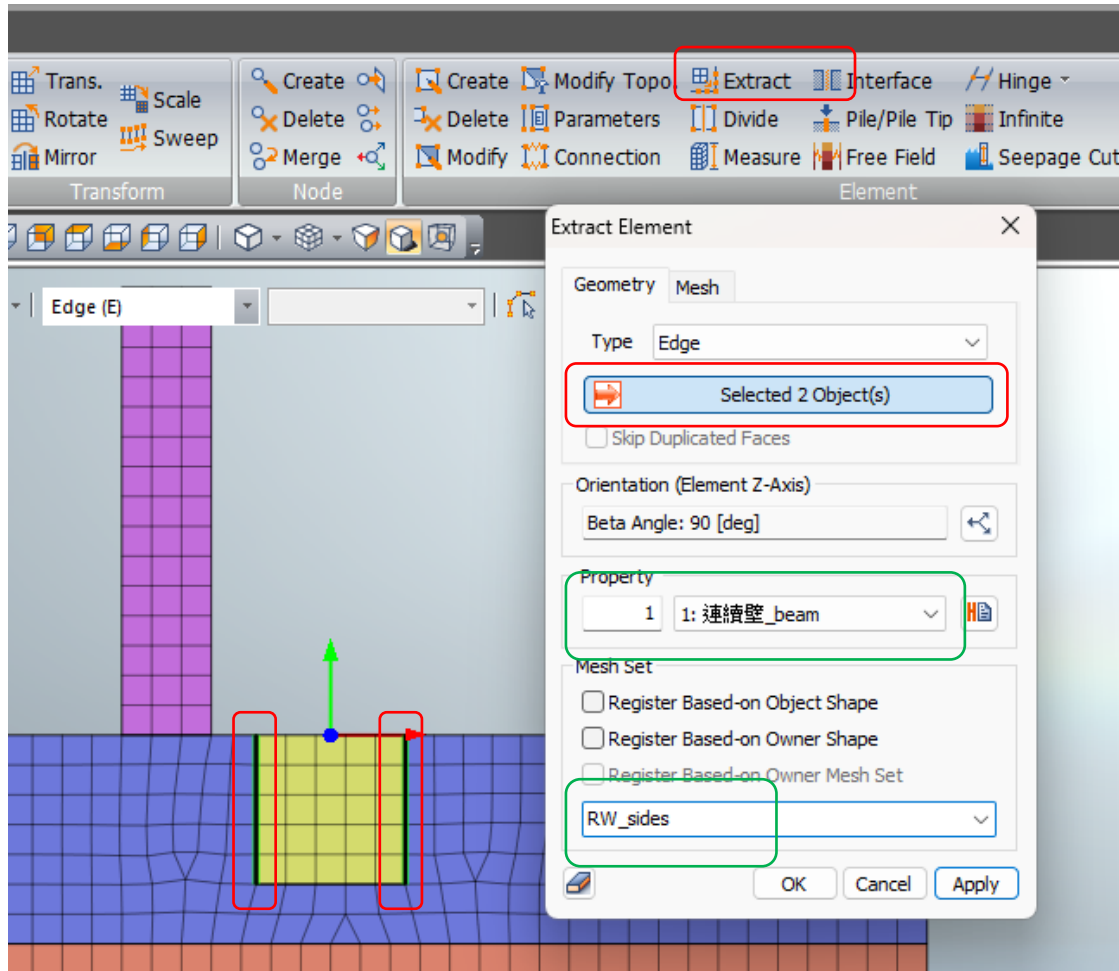 Trans.
Scale
Rotate
Sweep
Mirror
Transform
Create
Delete
Merge
Node
Create
Modify Topo.
Extract
Interface
Hinge
Delete
Parameters
Divide
Pile/Pile Tip
Infinite
Modify
Connection
Measure
Free Field
Seepage Cut
Element
Edge (E)
Extract Element
Geometry
Mesh
Type
Edge
Selected 2 Object(s)
Skip Duplicated Faces
Orientation (Element Z-Axis)
Beta Angle: 90 [deg]
Property
1
1: 連續壁_beam
Mesh Set
Register Based-on Object Shape
Register Based-on Owner Shape
Register Based-on Owner Mesh Set
RW_sides
OK
Cancel
Apply